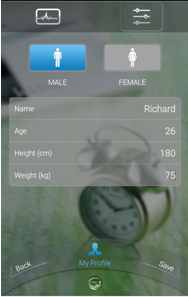 MALE FEMALE
Name Richard
Age 26
Height (cm) 180
Weight (kg) 75
My Profile
Back Save